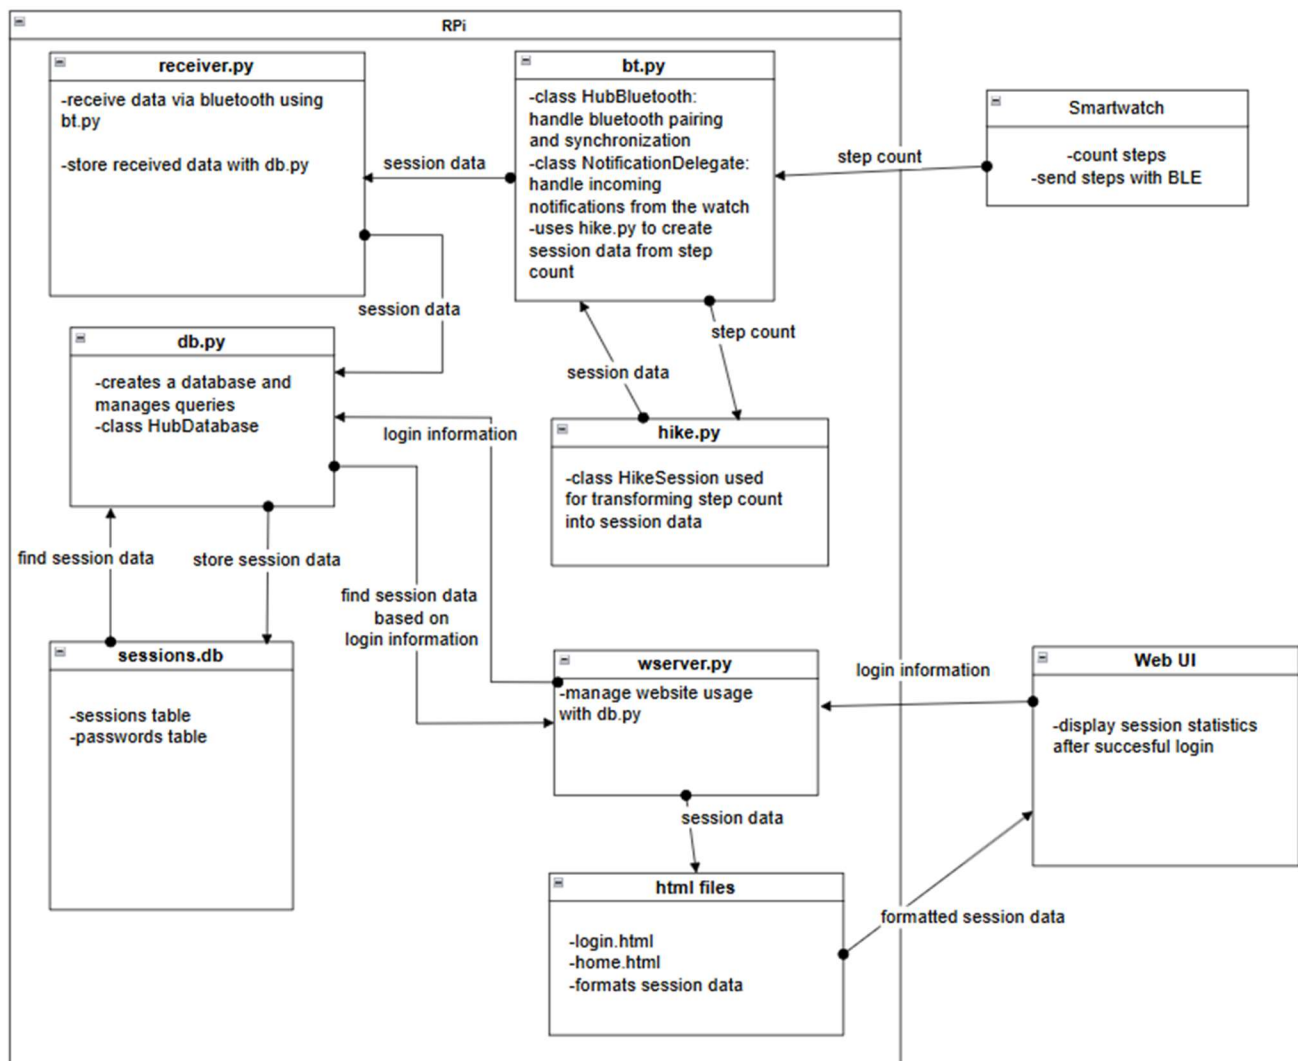 RPi
receiver.py
-receive data via bluetooth using
bt.py
-store received data with db.py
session data
bt.py
-class HubBluetooth:
handle bluetooth pairing
and synchronization
-class NotificationDelegate:
handle incoming
notifications from the watch
-uses hike.py to create
session data from step
count
step count
Smartwatch
-count steps
-send steps with BLE
session data
step count
session data
db.py
-creates a database and
manages queries
-class HubDatabase
login information
hike.py
-class HikeSession used
for transforming step count
into session data
find session data
store session data
find session data
based on
login information
sessions.db
-sessions table
-passwords table
wserver.py
-manage website usage
with db.py
login information
Web UI
-display session statistics
after succesful login
session data
html files
-login.html
-home.html
-formats session data
formatted session data